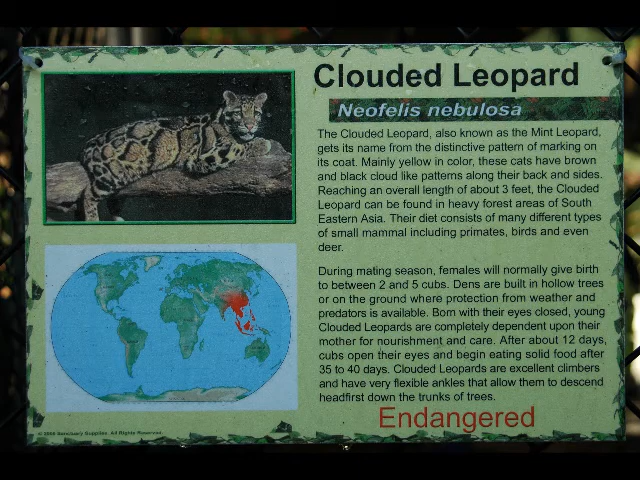 Clouded Leopard
Neofelis nebulosa
The Clouded Leopard, also known as the Mint Leopard,
gets its name from the distinctive pattern of marking on
its coat. Mainly yellow in color, these cats have brown
and black cloud like patterns along their back and sides.
Reaching an overall length of about 3 feet, the Clouded
Leopard can be found in heavy forest areas of South
Eastern Asia. Their diet consists of many different types
of small mammal including primates, birds and even
deer.
During mating season, females will normally give birth
to between 2 and 5 cubs. Dens are built in hollow trees
or on the ground where protection from weather and
predators is available. Born with their eyes closed, young
Clouded Leopards are completely dependent upon their
mother for nourishment and care. After about 12 days,
cubs open their eyes and begin eating solid food after
35 to 40 days. Clouded Leopards are excellent climbers
and have very flexible ankles that allow them to descend
headfirst down the trunks of trees.
Endangered
Sanctuary Supplies. All Rights Reserved.